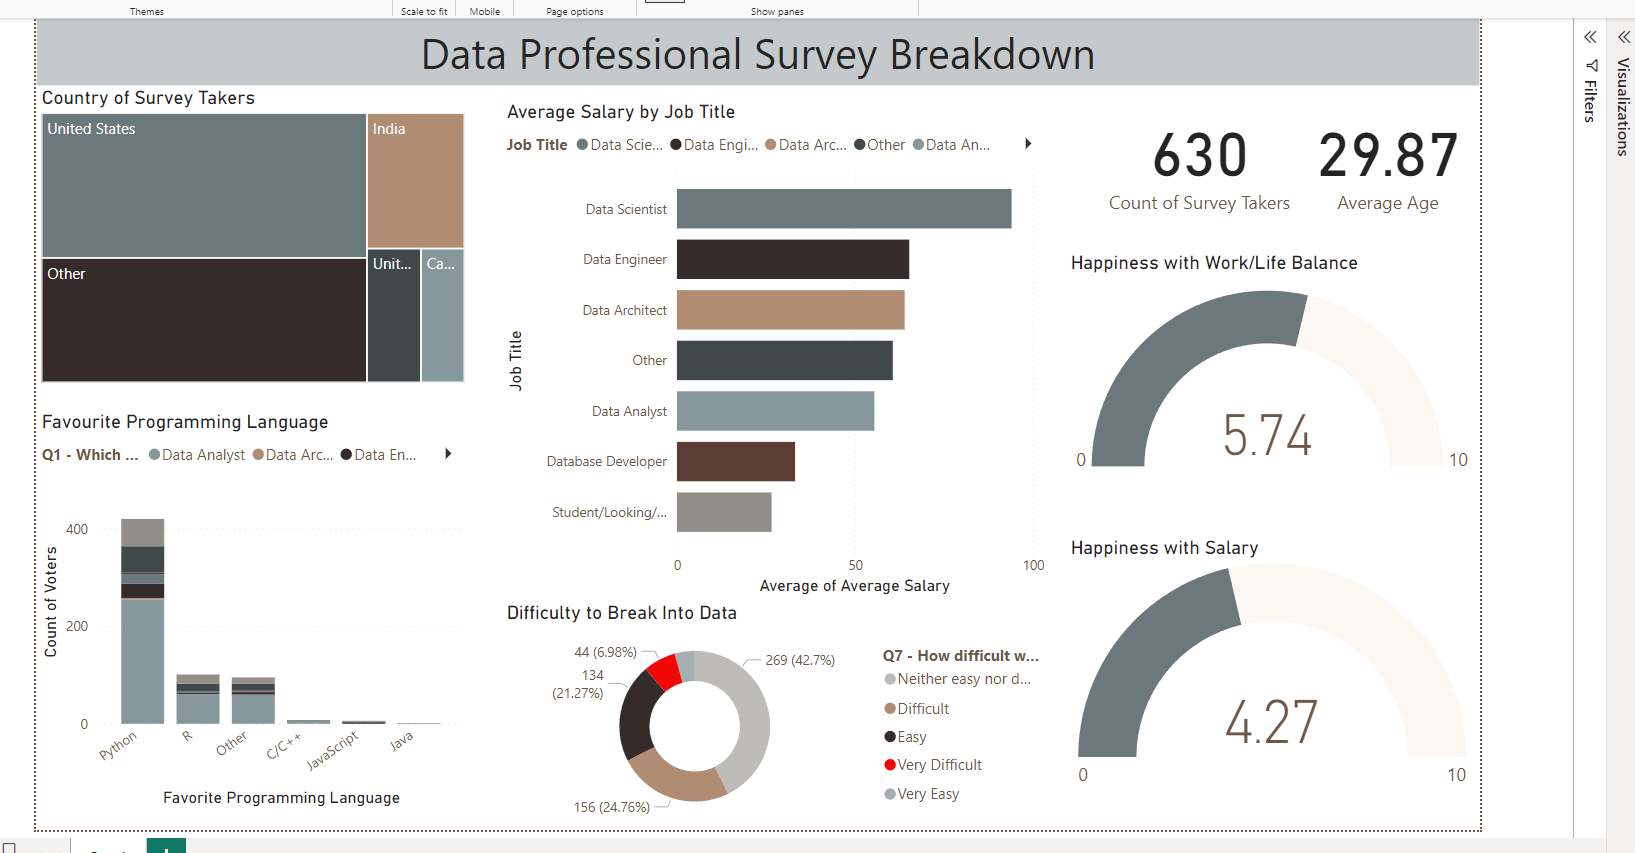 Themes
Scale to fit
Mobile
Page options
Show panes
Data Professional Survey Breakdown
Filters
Visualizations
Country of Survey Takers
United States
India
Other
Unit...
Ca...
Average Salary by Job Title
Job Title Data Scie... Data Engi... Data Arc... Other Data An...
Job Title
Data Scientist
Data Engineer
Data Architect
Other
Data Analyst
Database Developer
Student/Looking/...
0 50 100
Average of Average Salary
630
Count of Survey Takers
29.87
Average Age
Happiness with Work/Life Balance
5.74
0 10
Favourite Programming Language
Q1 - Which ... Data Analyst Data Arc... Data En...
Count of Voters
400
200
0
Python R Other C/C++ JavaScript Java
Favorite Programming Language
Difficulty to Break Into Data
44 (6.98%)
134
(21.27%)
269 (42.7%)
156 (24.76%)
Q7 - How difficult w...
Neither easy nor d...
Difficult
Easy
Very Difficult
Very Easy
Happiness with Salary
4.27
0 10